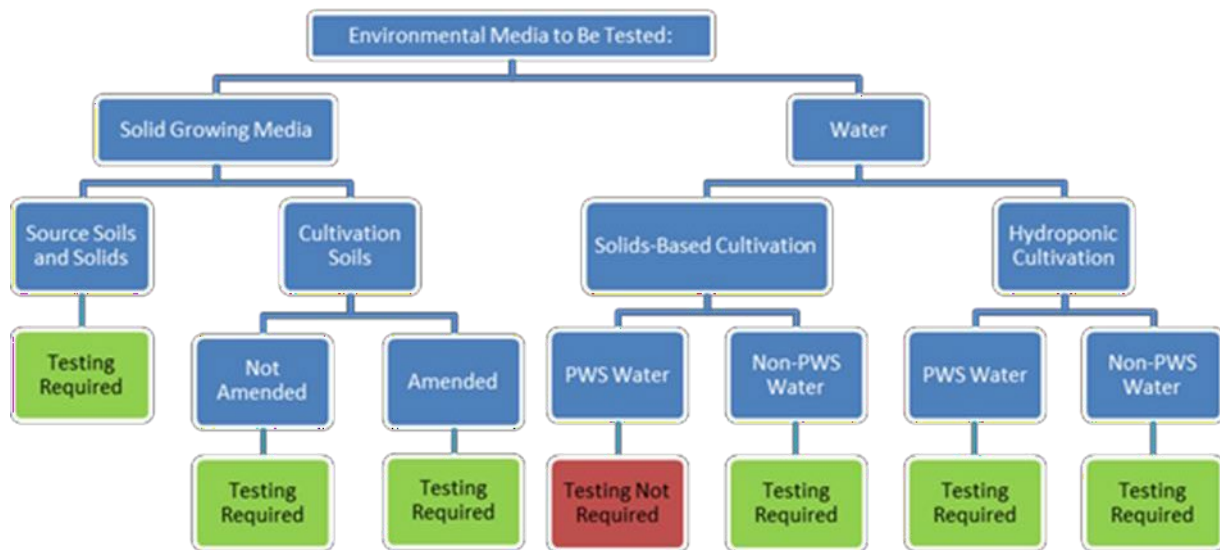 Environmental Media to Be Tested:
Solid Growing Media
Water
Source Soils
and Solids
Cultivation
Soils
Solids-Based Cultivation
Hydroponic
Cultivation
Testing
Required
Not
Amended
Amended
PWS Water
Non-PWS
Water
PWS Water
Non-PWS
Water
Testing
Required
Testing
Required
Testing Not
Required
Testing
Required
Testing
Required
Testing
Required